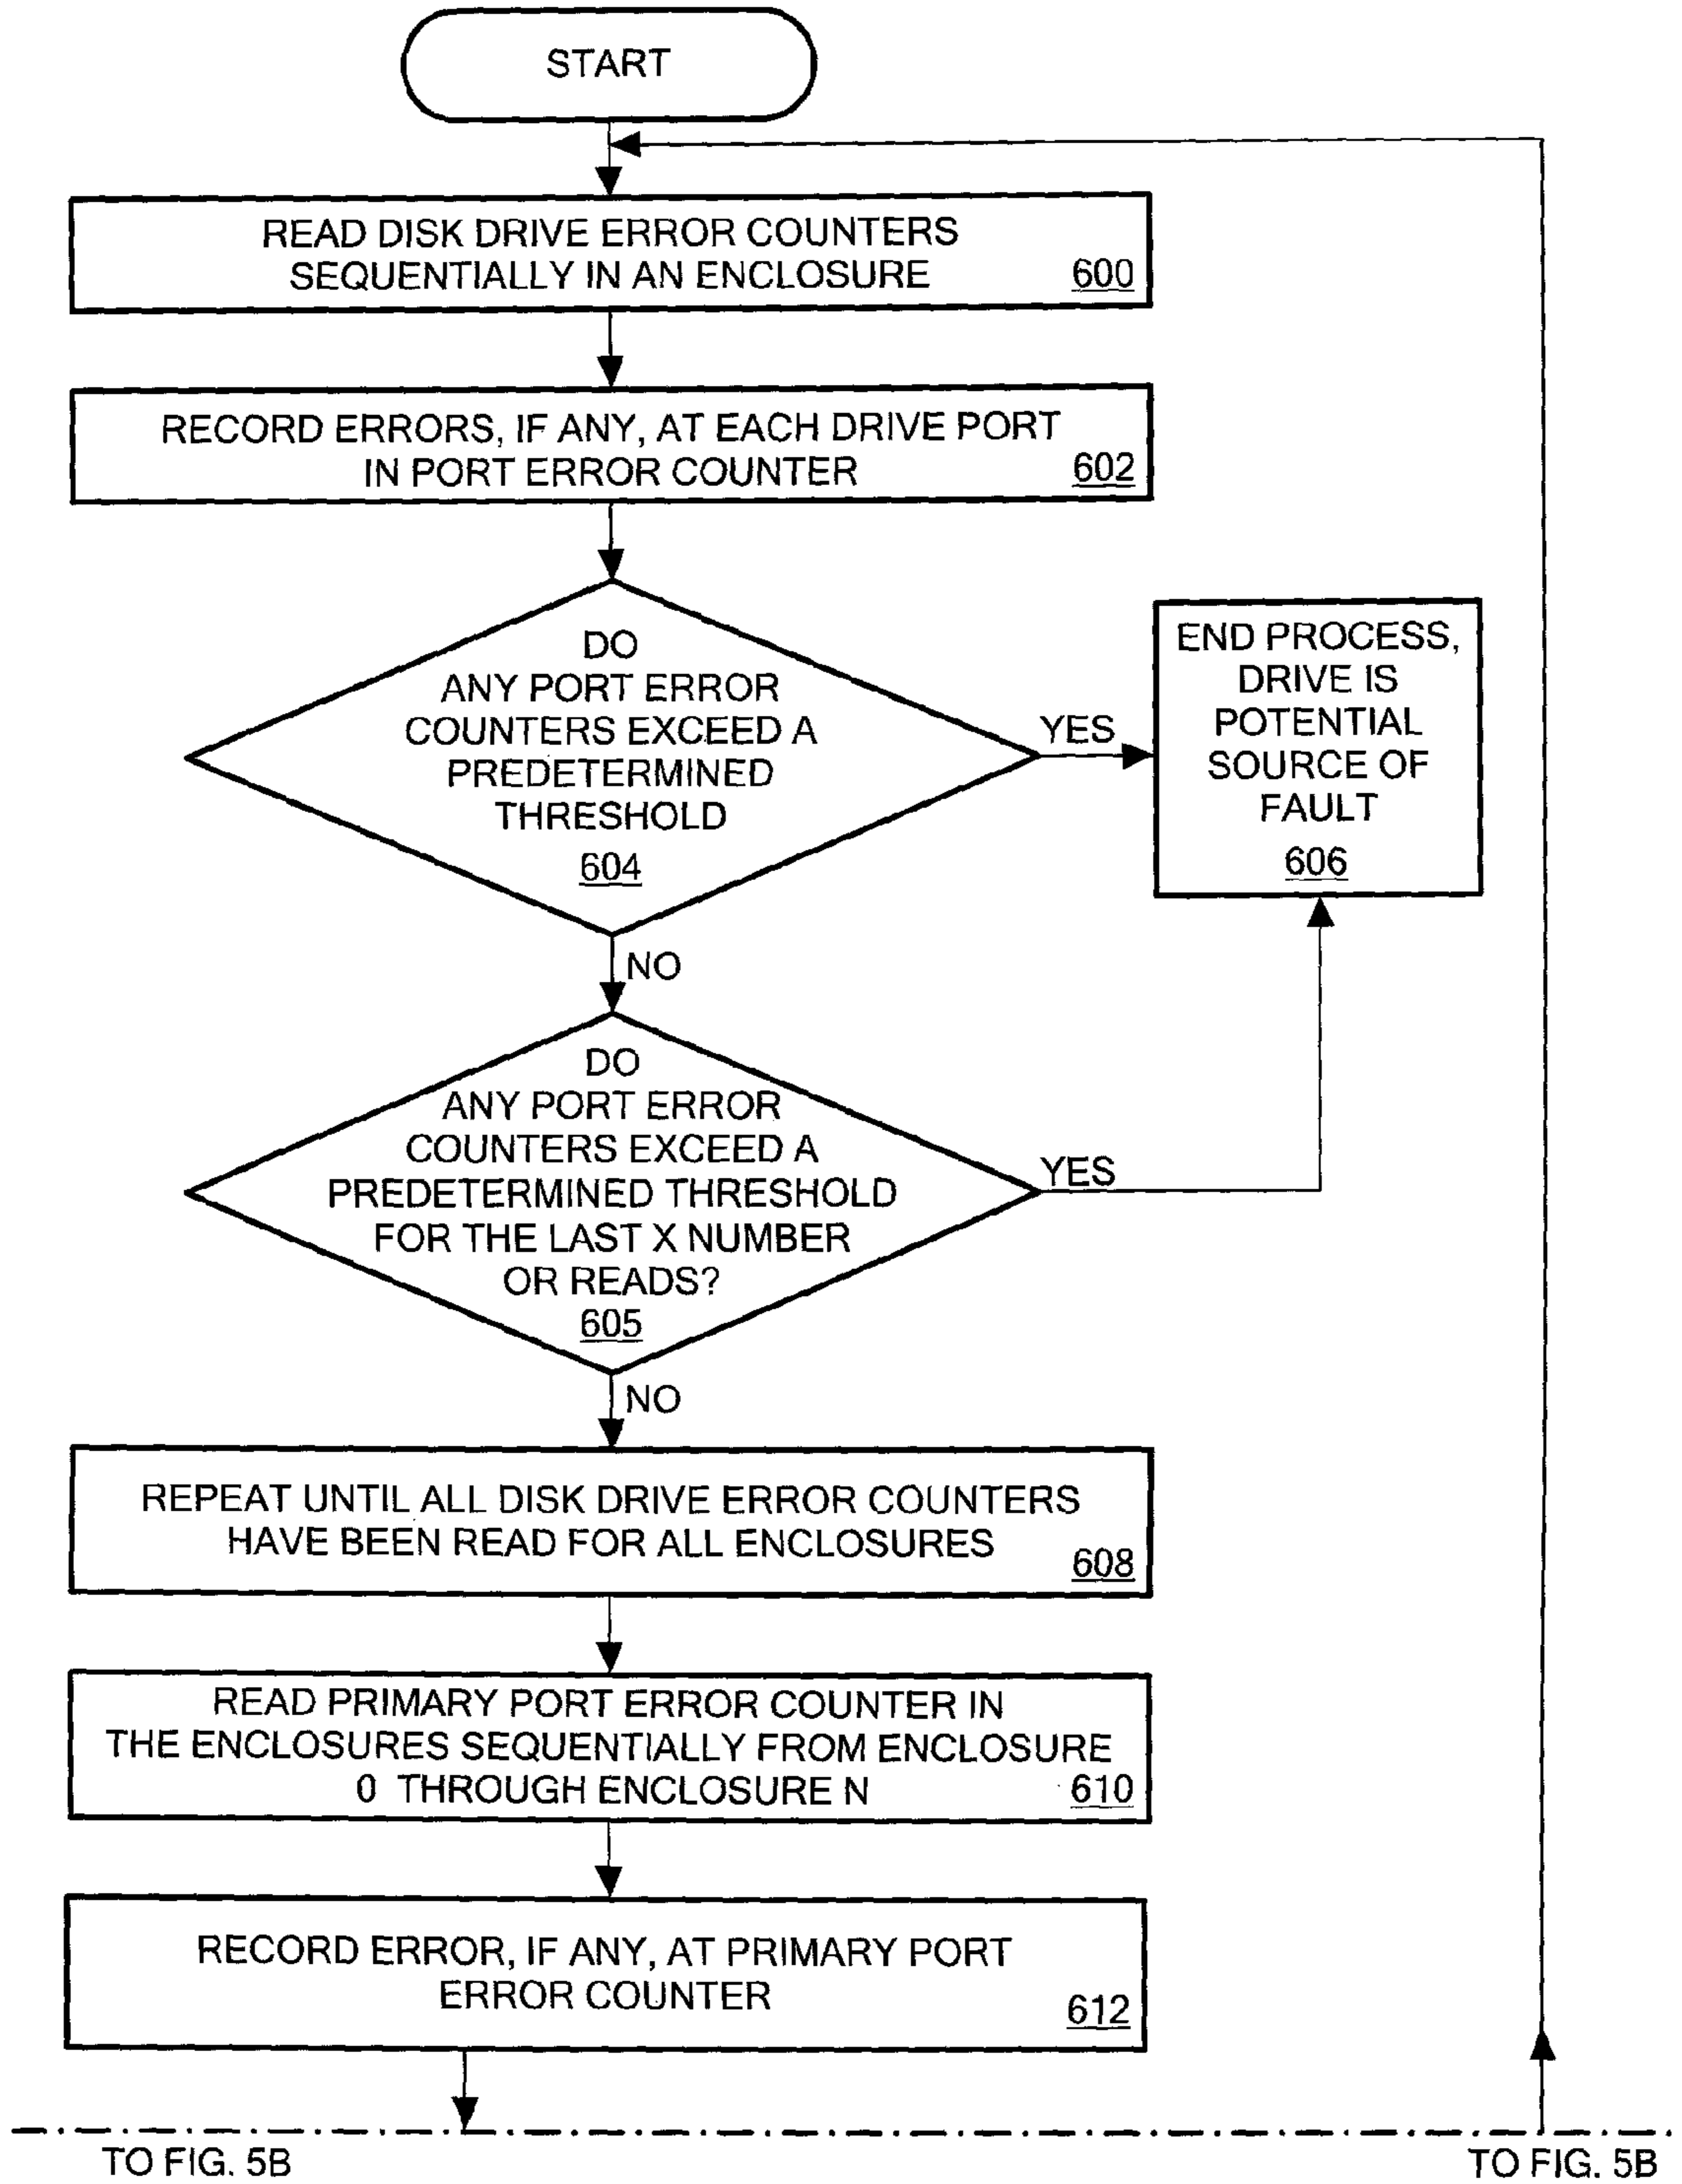 START
READ DISK DRIVE ERROR COUNTERS
SEQUENTIALLY IN AN ENCLOSURE
600
RECORD ERRORS, IF ANY, AT EACH DRIVE PORT
IN PORT ERROR COUNTER
602
DO
ANY PORT ERROR
COUNTERS EXCEED A
PREDETERMINED
THRESHOLD
604
YES
END PROCESS,
DRIVE IS
POTENTIAL
SOURCE OF
FAULT
606
NO
DO
ANY PORT ERROR
COUNTERS EXCEED A
PREDETERMINED THRESHOLD
FOR THE LAST X NUMBER
OR READS?
605
YES
NO
REPEAT UNTIL ALL DISK DRIVE ERROR COUNTERS
HAVE BEEN READ FOR ALL ENCLOSURES
608
READ PRIMARY PORT ERROR COUNTER IN
THE ENCLOSURES SEQUENTIALLY FROM ENCLOSURE
0 THROUGH ENCLOSURE N
610
RECORD ERROR, IF ANY, AT PRIMARY PORT
ERROR COUNTER
612
TO FIG. 5B
TO FIG. 5B